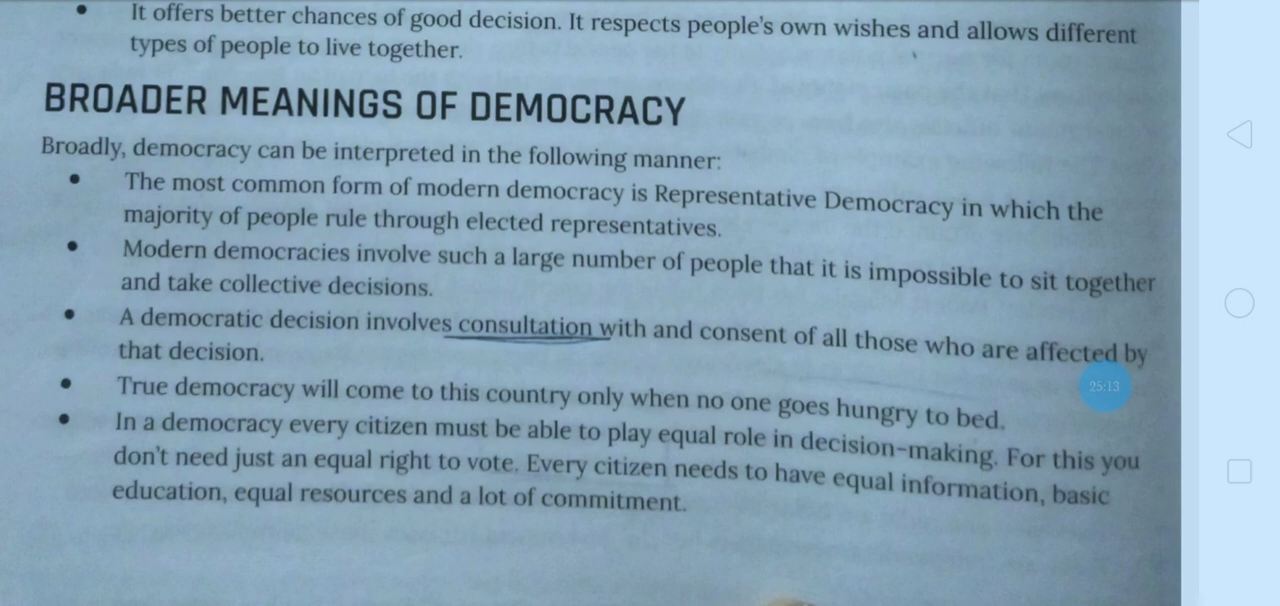 • It offers better chances of good decision. It respects people's own wishes and allows different
types of people to live together.
BROADER MEANINGS OF DEMOCRACY
Broadly, democracy can be interpreted in the following manner:
• The most common form of modern democracy is Representative Democracy in which the
majority of people rule through elected representatives.
• Modern democracies involve such a large number of people that it is impossible to sit together
and take collective decisions.
• A democratic decision involves consultation with and consent of all those who are affected by
that decision.
25:13
• True democracy will come to this country only when no one goes hungry to bed.
• In a democracy every citizen must be able to play equal role in decision-making. For this you
don't need just an equal right to vote. Every citizen needs to have equal information, basic
education, equal resources and a lot of commitment.